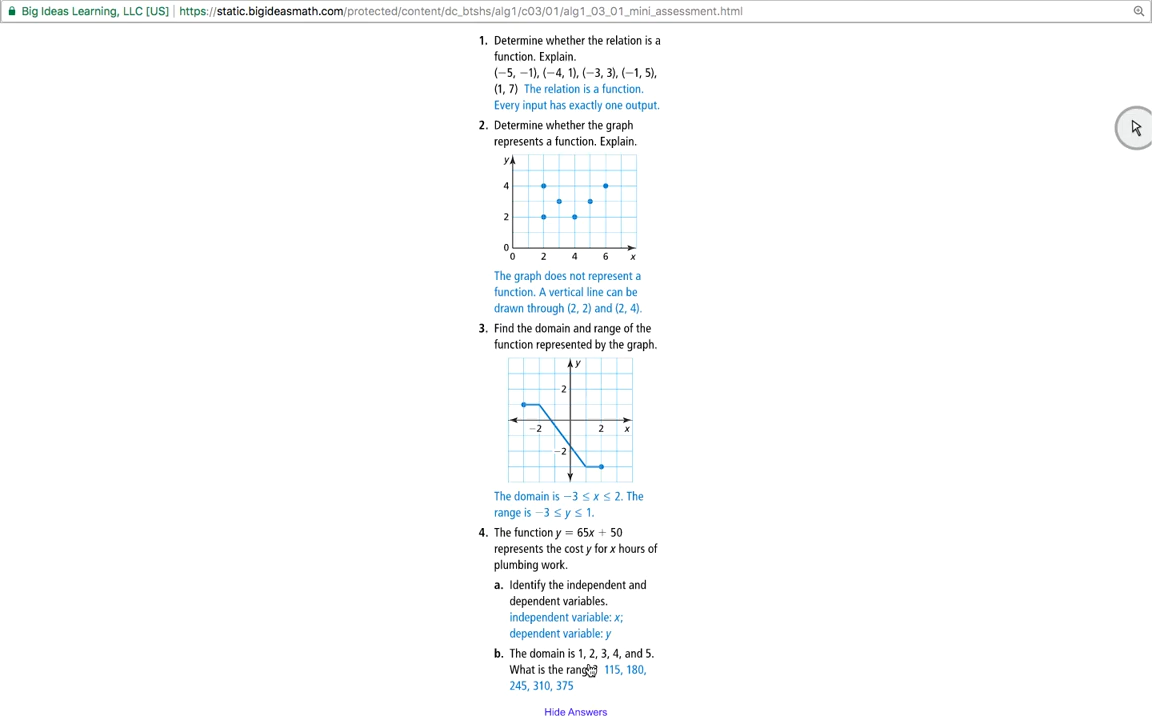 Big Ideas Learning, LLC [US] | https://static.bigideasmath.com/protected/content/dc_btshs/alg1/c03/01/alg1_03_01_mini_assessment.html
1. Determine whether the relation is a
function. Explain.
(−5, −1), (−4, 1), (−3, 3), (−1, 5),
(1, 7) The relation is a function.
Every input has exactly one output.
2. Determine whether the graph
represents a function. Explain.
y
4
2
0
0 2 4 6 x
The graph does not represent a
function. A vertical line can be
drawn through (2, 2) and (2, 4).
3. Find the domain and range of the
function represented by the graph.
y
2
−2 2 x
−2
The domain is −3 ≤ x ≤ 2. The
range is −3 ≤ y ≤ 1.
4. The function y = 65x + 50
represents the cost y for x hours of
plumbing work.
a. Identify the independent and
dependent variables.
independent variable: x;
dependent variable: y
b. The domain is 1, 2, 3, 4, and 5.
What is the range? 115, 180,
245, 310, 375
Hide Answers